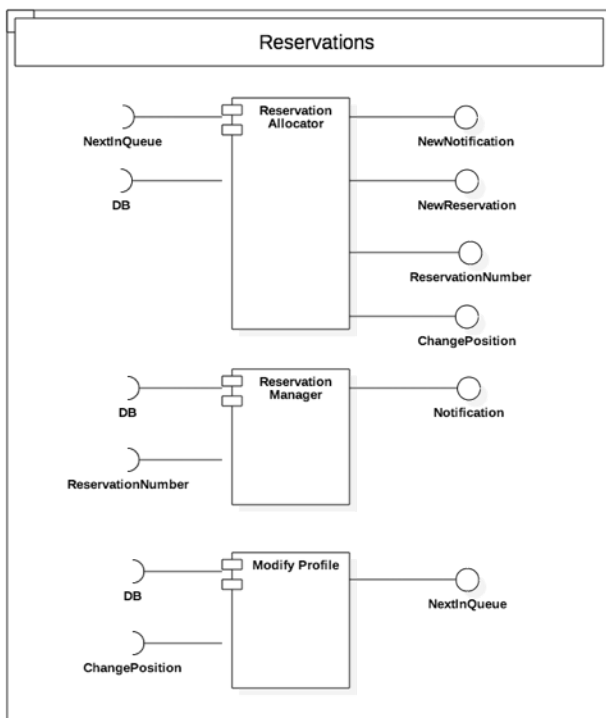 Reservations
Reservation
Allocator
NextInQueue
NewNotification
DB
NewReservation
ReservationNumber
ChangePosition
Reservation
Manager
DB
Notification
ReservationNumber
Modify Profile
DB
NextInQueue
ChangePosition